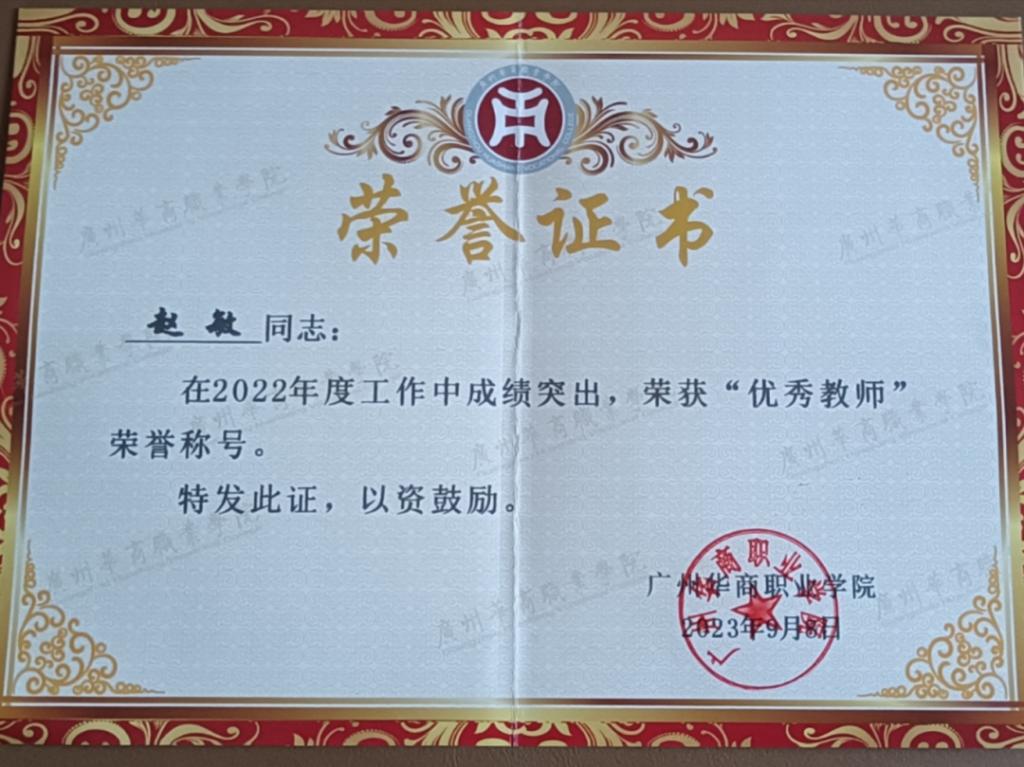 荣誉证书
赵敏同志：
在2022年度工作中成绩突出，荣获“优秀教师”
荣誉称号。
特发此证，以资鼓励。
广州华商职业学院
2023年9月8日